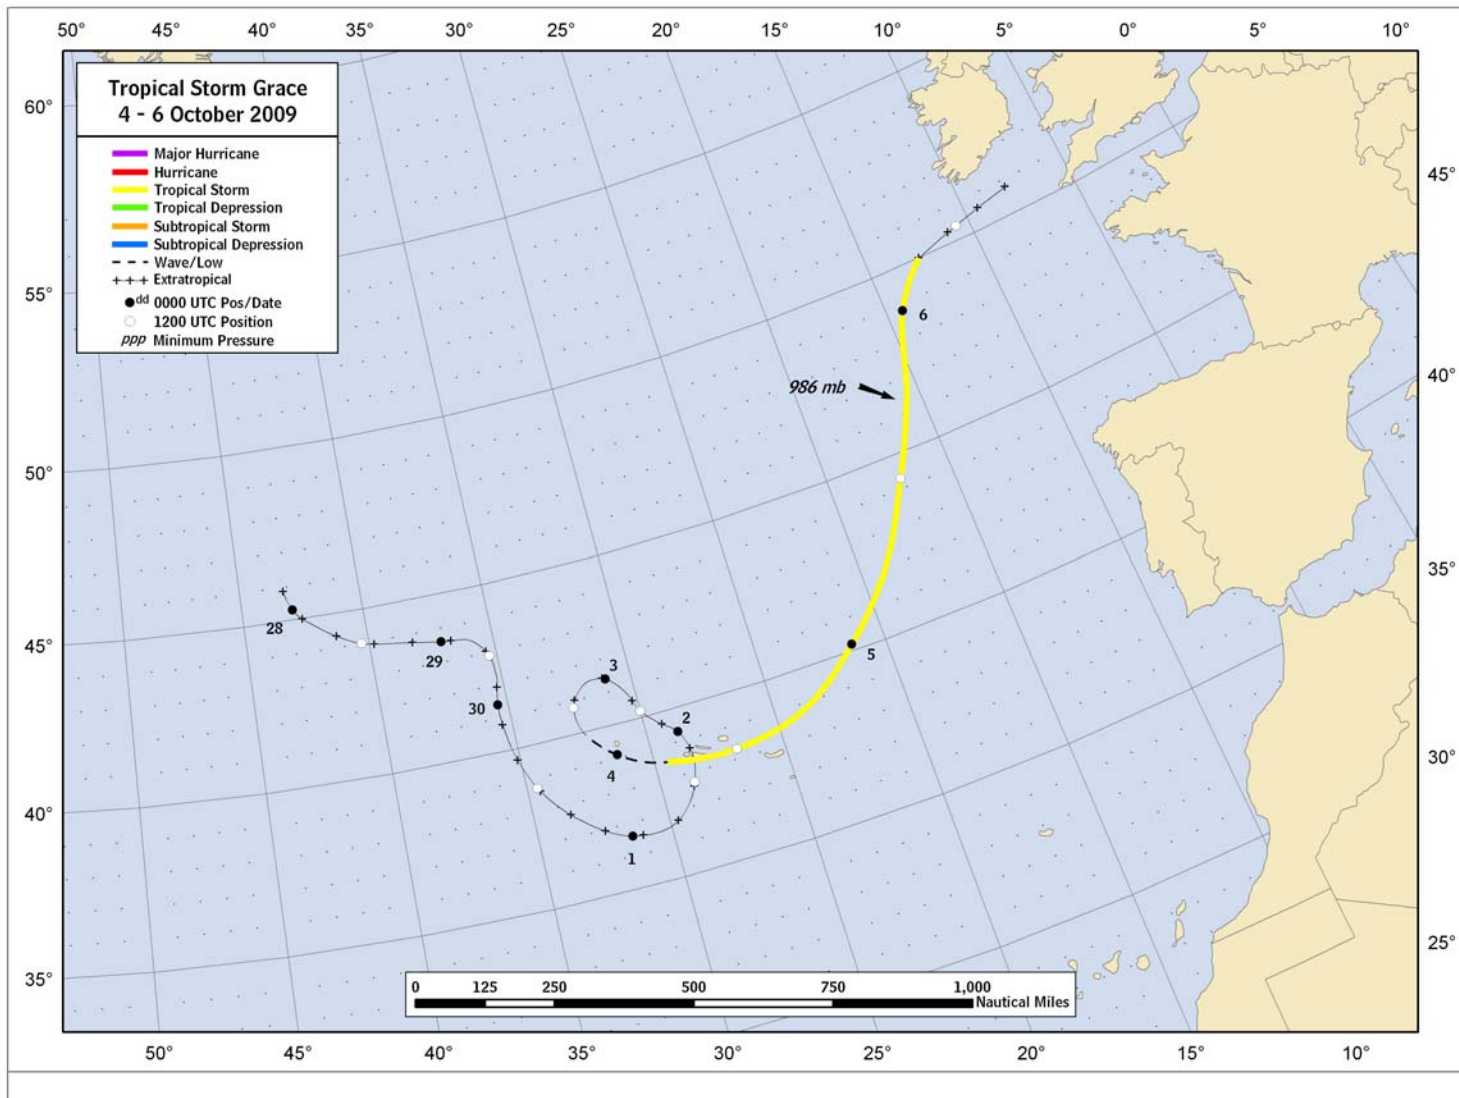 50° 45° 40° 35° 30° 25° 20° 15° 10° 5° 0° 5° 10°
Tropical Storm Grace
4 - 6 October 2009
Major Hurricane
Hurricane
Tropical Storm
Tropical Depression
Subtropical Storm
Subtropical Depression
Wave/Low
Extratropical
dd 0000 UTC Pos/Date
1200 UTC Position
ppp Minimum Pressure
60°
55°
50°
45°
40°
35°
45°
40°
35°
30°
25°
6
986 mb
28
29
30
3
2
5
4
1
0 125 250 500 750 1,000
Nautical Miles
50° 45° 40° 35° 30° 25° 20° 15° 10°